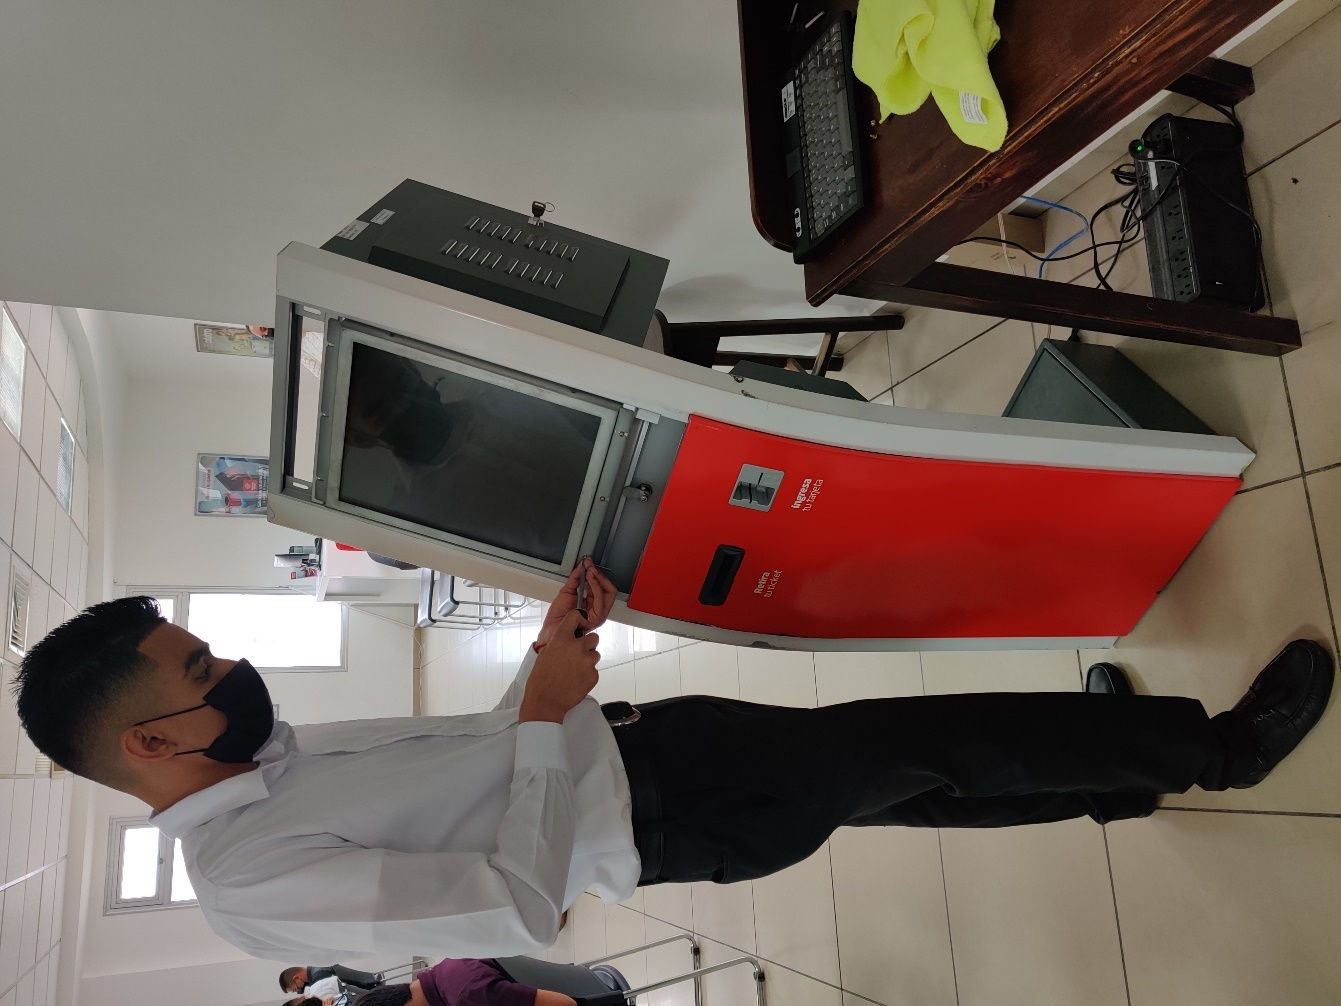 Ingresa
tu tarjeta
Retira
tu ticket